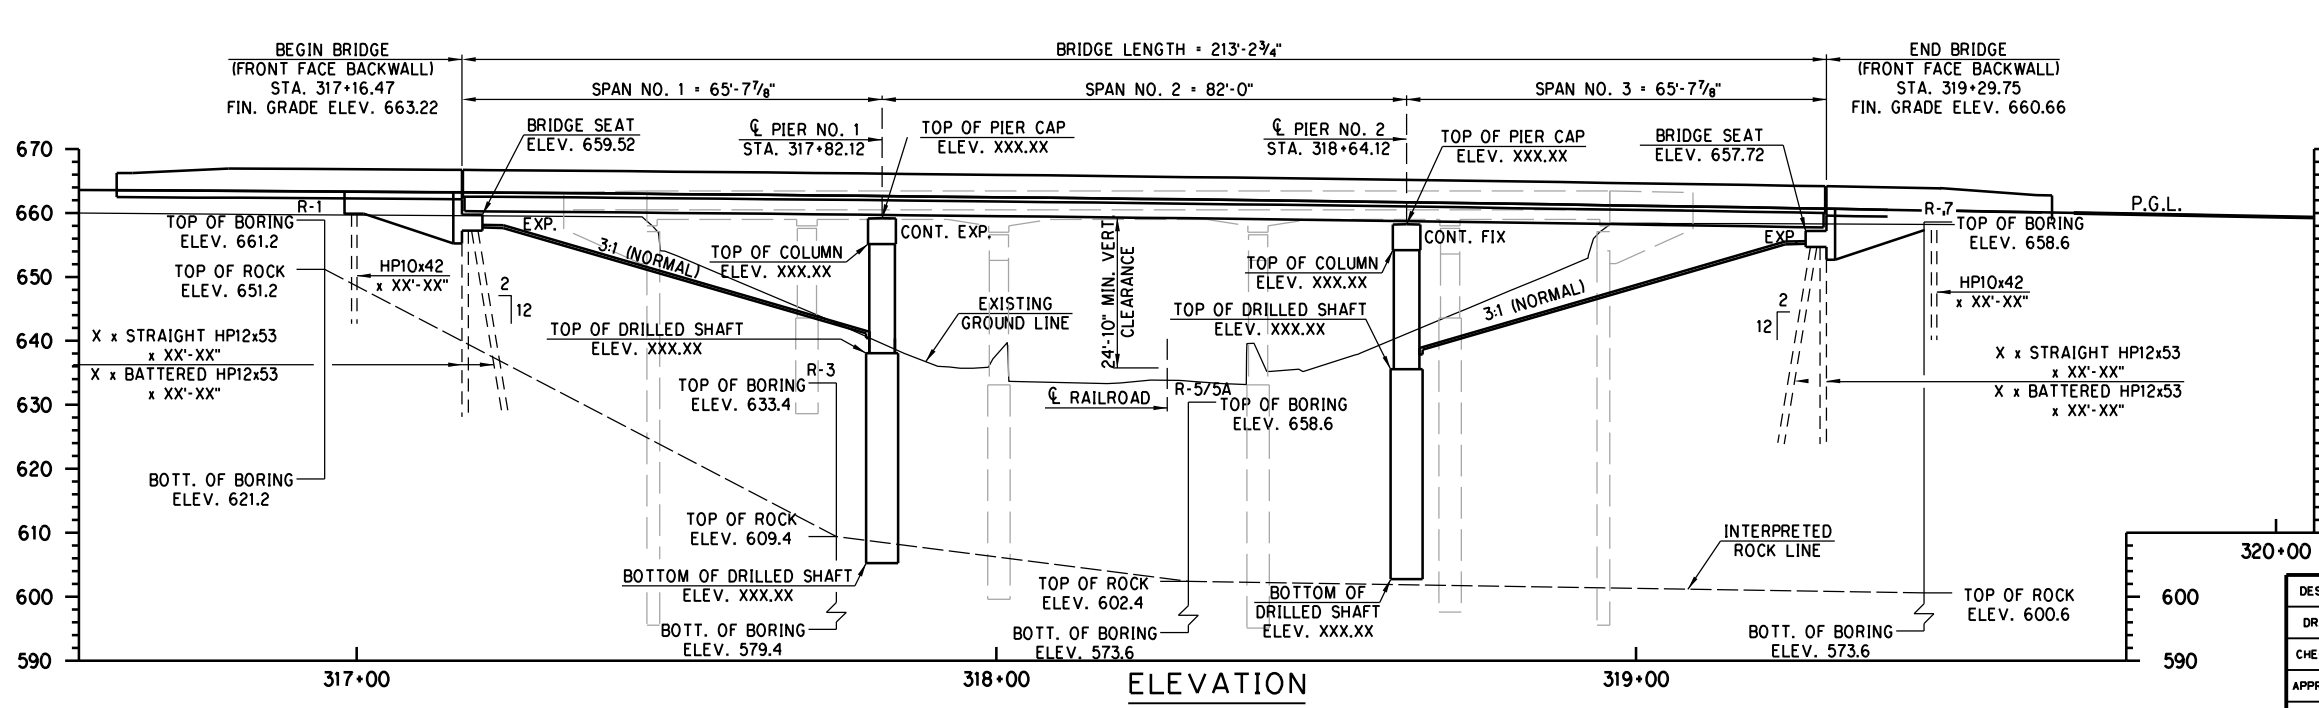 BEGIN BRIDGE
(FRONT FACE BACKWALL)
STA. 317+16.47
FIN. GRADE ELEV. 663.22
BRIDGE LENGTH = 213'-2¾"
END BRIDGE
(FRONT FACE BACKWALL)
STA. 319+29.75
FIN. GRADE ELEV. 660.66
SPAN NO. 1 = 65'-7⅞"
SPAN NO. 2 = 82'-0"
SPAN NO. 3 = 65'-7⅞"
BRIDGE SEAT
ELEV. 659.52
℄ PIER NO. 1
STA. 317+82.12
TOP OF PIER CAP
ELEV. XXX.XX
℄ PIER NO. 2
STA. 318+64.12
TOP OF PIER CAP
ELEV. XXX.XX
BRIDGE SEAT
ELEV. 657.72
670
660
650
640
630
620
610
600
590
R-1
TOP OF BORING
ELEV. 661.2
TOP OF ROCK
ELEV. 651.2
HP10x42
x XX'-XX"
2
12
X x STRAIGHT HP12x53
x XX'-XX"
X x BATTERED HP12x53
x XX'-XX"
BOTT. OF BORING
ELEV. 621.2
EXP.
3:1 (NORMAL)
TOP OF COLUMN
ELEV. XXX.XX
CONT. EXP.
TOP OF DRILLED SHAFT
ELEV. XXX.XX
R-3
TOP OF BORING
ELEV. 633.4
TOP OF ROCK
ELEV. 609.4
BOTTOM OF DRILLED SHAFT
ELEV. XXX.XX
BOTT. OF BORING
ELEV. 579.4
EXISTING
GROUND LINE
24'-10" MIN. VERT
CLEARANCE
℄ RAILROAD
R-5/5A
TOP OF BORING
ELEV. 658.6
TOP OF ROCK
ELEV. 602.4
BOTT. OF BORING
ELEV. 573.6
TOP OF COLUMN
ELEV. XXX.XX
CONT. FIX
TOP OF DRILLED SHAFT
ELEV. XXX.XX
BOTTOM OF
DRILLED SHAFT
ELEV. XXX.XX
3:1 (NORMAL)
EXP.
2
12
R-7
TOP OF BORING
ELEV. 658.6
P.G.L.
HP10x42
x XX'-XX"
X x STRAIGHT HP12x53
x XX'-XX"
X x BATTERED HP12x53
x XX'-XX"
INTERPRETED
ROCK LINE
TOP OF ROCK
ELEV. 600.6
BOTT. OF BORING
ELEV. 573.6
320+00
600
590
DES
DR
CHE
APPR
317+00
318+00
319+00
ELEVATION